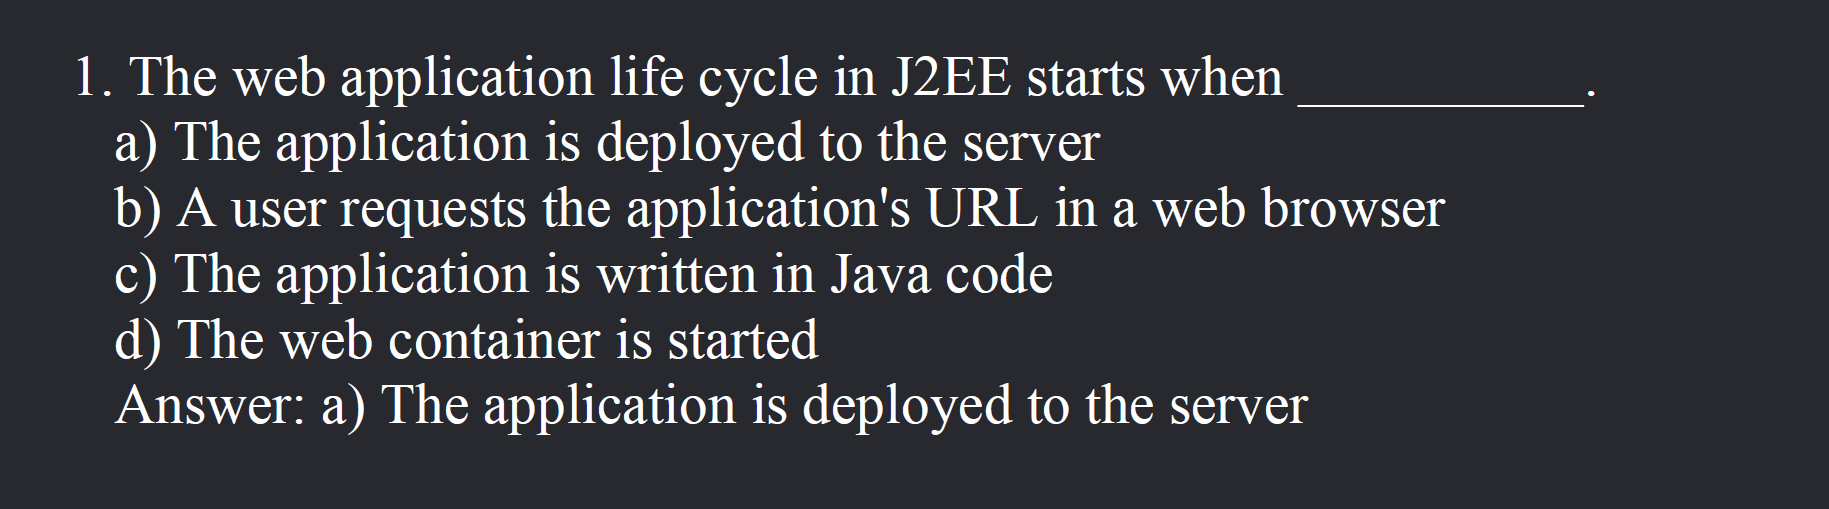 1. The web application life cycle in J2EE starts when __________.
a) The application is deployed to the server
b) A user requests the application's URL in a web browser
c) The application is written in Java code
d) The web container is started
Answer: a) The application is deployed to the server